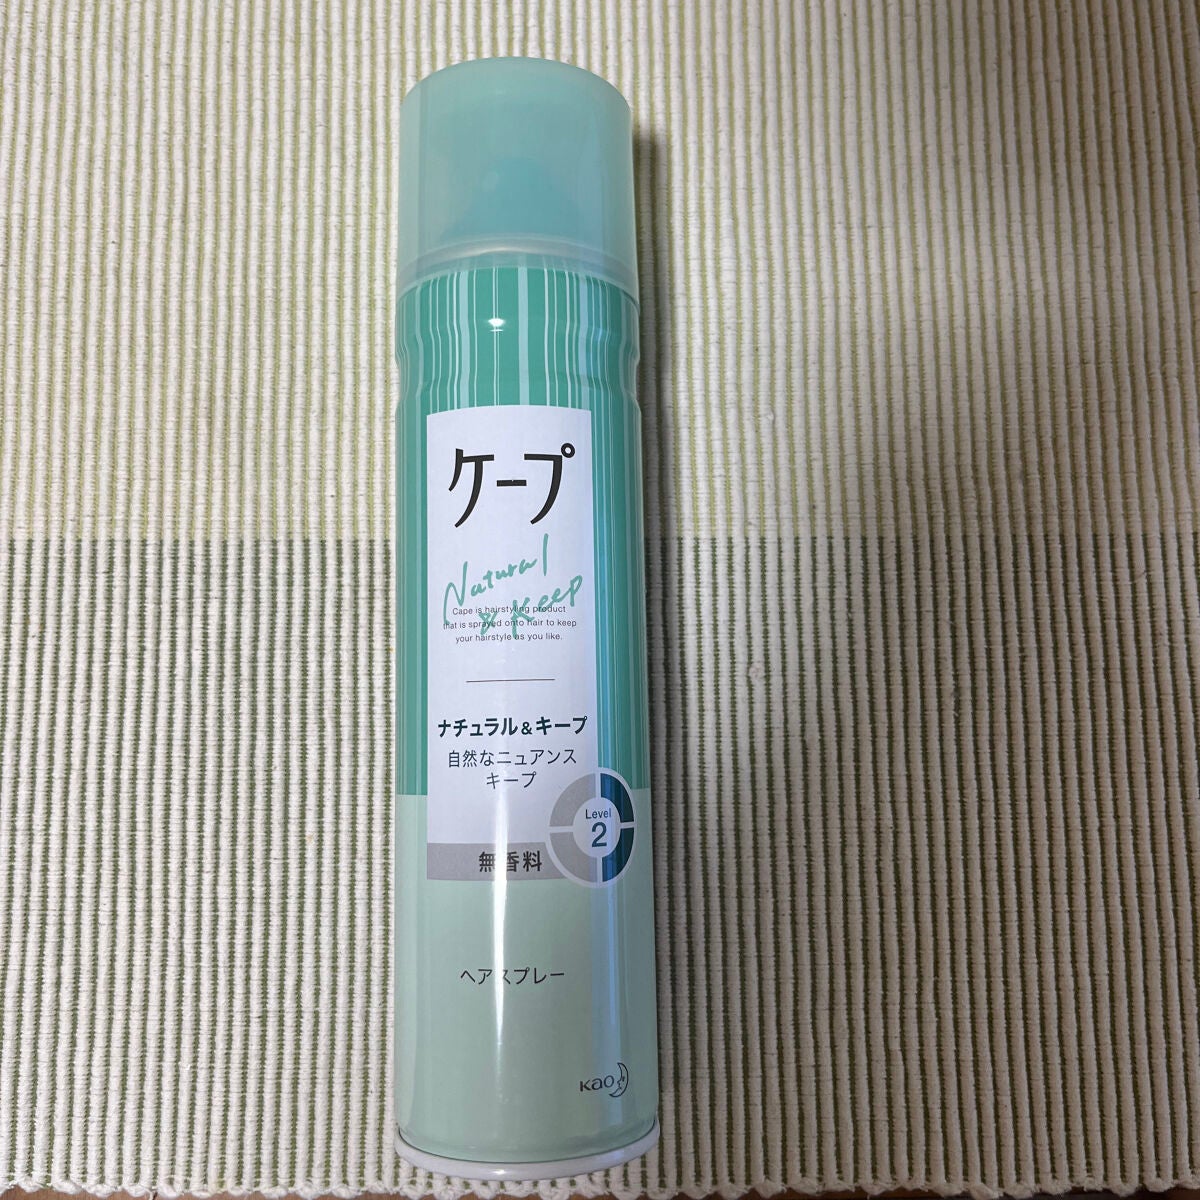 ケープ
Natural
& Keep
Cape is hairstyling product
that is sprayed onto hair to keep
your hairstyle as you like.
ナチュラル&キープ
自然なニュアンス
キープ
Level
2
無香料
ヘアスプレー
Kao